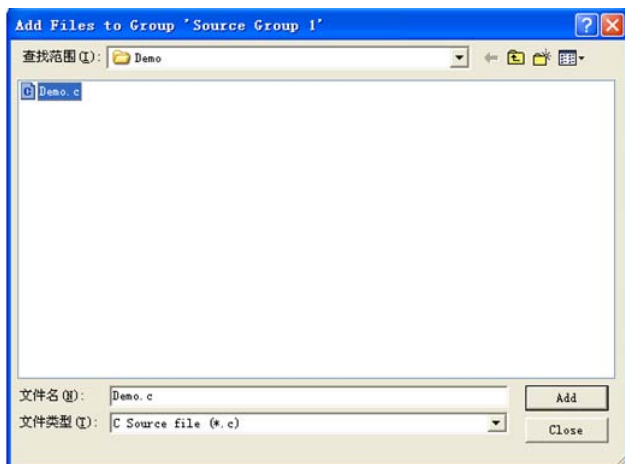 Add Files to Group 'Source Group 1'
查找范围(I):
Demo
Demo.c
文件名(N):
Demo.c
Add
文件类型(T):
C Source file (*.c)
Close